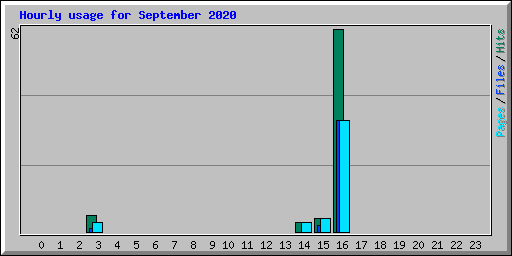 Hourly usage for September 2020
62
Pages/Files/Hits
0 1 2 3 4 5 6 7 8 9 10 11 12 13 14 15 16 17 18 19 20 21 22 23